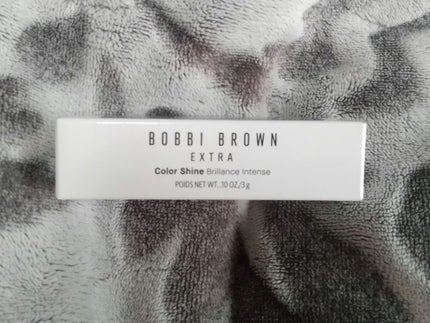 BOBBI BROWN
EXTRA
Color Shine Brillance Intense
POIDS NET WT. .10 OZ./3 g